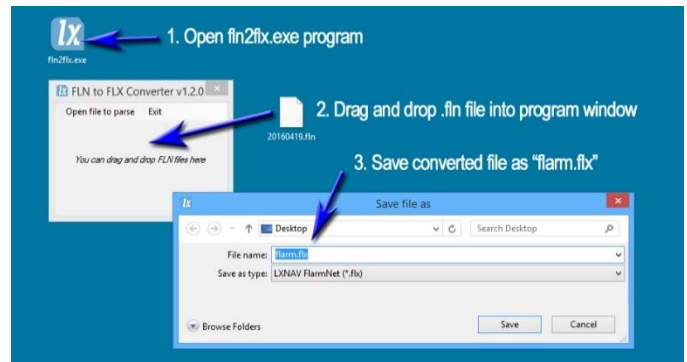 lx
1. Open fln2flx.exe program
fln2flx.exe
lx FLN to FLX Converter v1.2.0 ×
Open file to parse Exit
2. Drag and drop .fln file into program window
20160419.fln
You can drag and drop FLN files here
3. Save converted file as “flarm.flx”
lx Save file as ×
Desktop Search Desktop
File name: flarm.flx
Save as type: LXNAV FlarmNet (*.flx)
Browse Folders Save Cancel